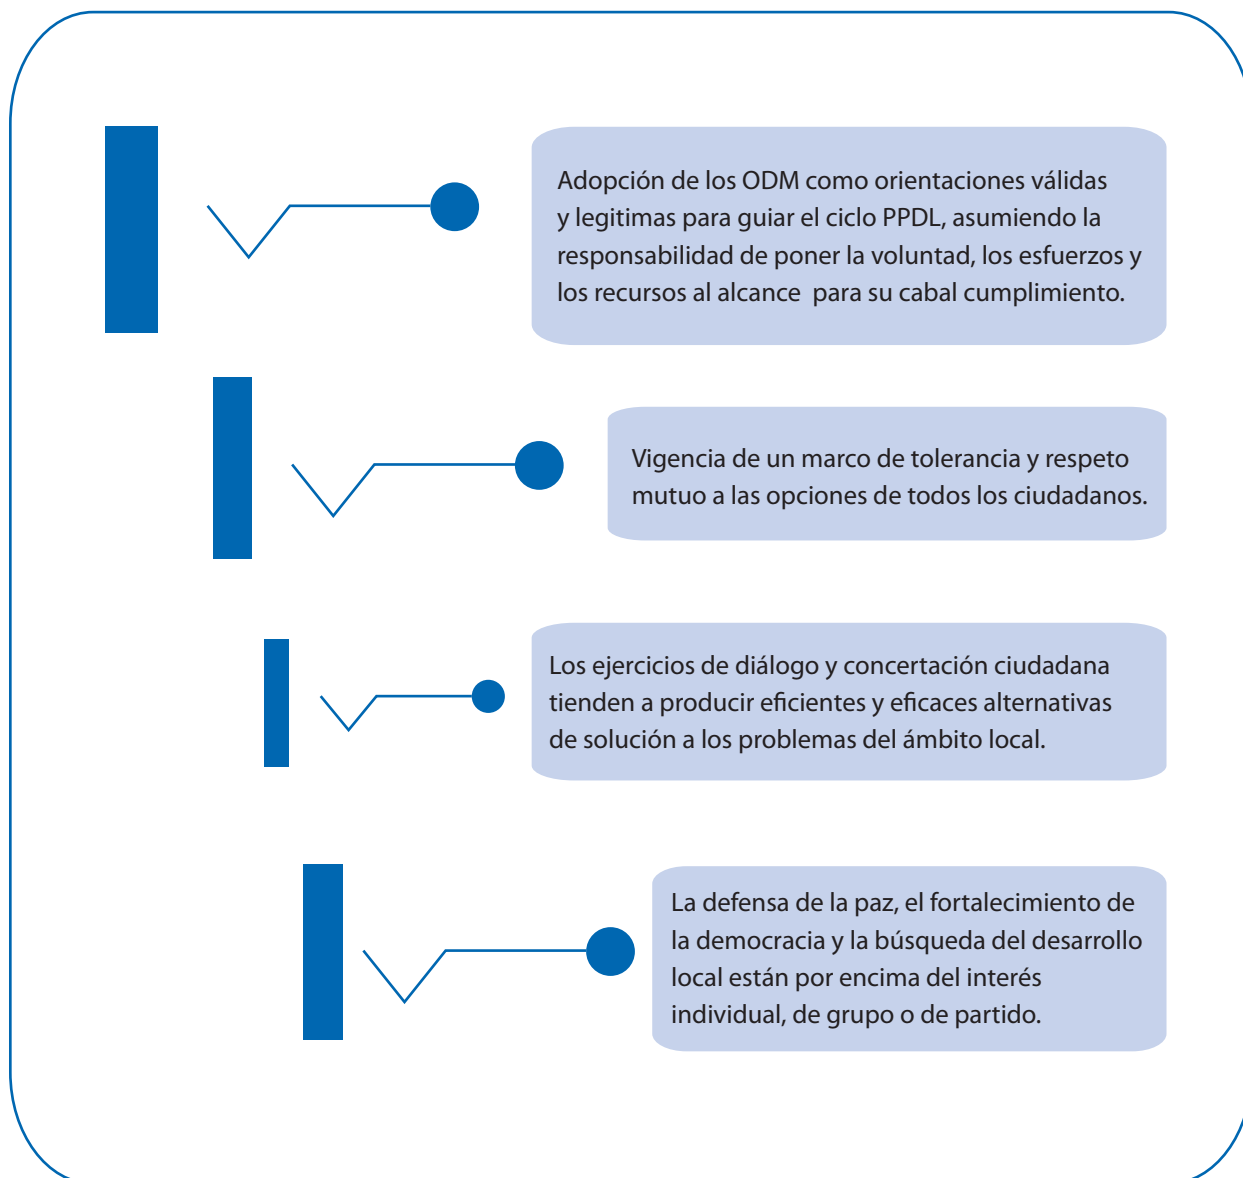 Adopción de los ODM como orientaciones válidas
y legitimas para guiar el ciclo PPDL, asumiendo la
responsabilidad de poner la voluntad, los esfuerzos y
los recursos al alcance  para su cabal cumplimiento.
Vigencia de un marco de tolerancia y respeto
mutuo a las opciones de todos los ciudadanos.
Los ejercicios de diálogo y concertación ciudadana
tienden a producir eficientes y eficaces alternativas
de solución a los problemas del ámbito local.
La defensa de la paz, el fortalecimiento de
la democracia y la búsqueda del desarrollo
local están por encima del interés
individual, de grupo o de partido.